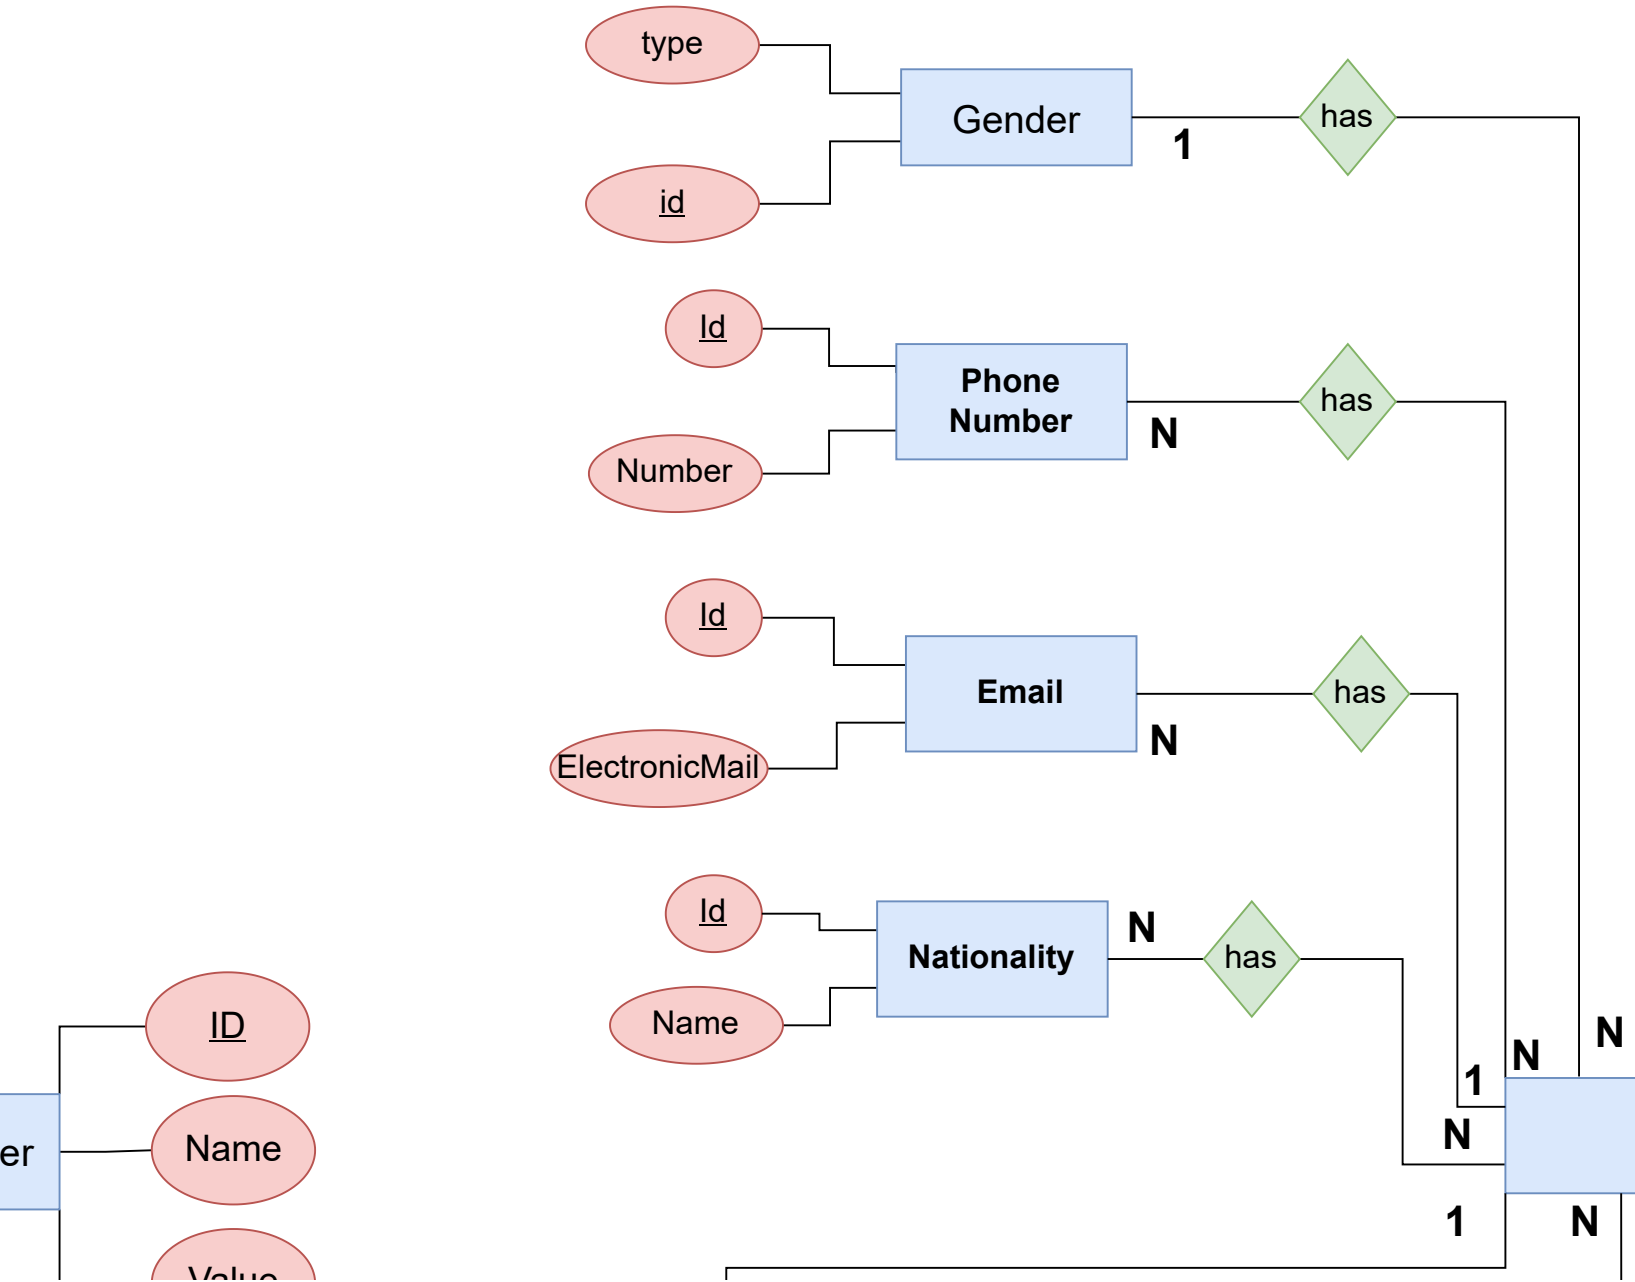 type
Gender
has
1
id
Id
Phone
Number
has
N
Number
Id
Email
has
N
ElectronicMail
Id
N
Nationality
has
Name
ID
N
N
1
Name
er
N
1
N
Value